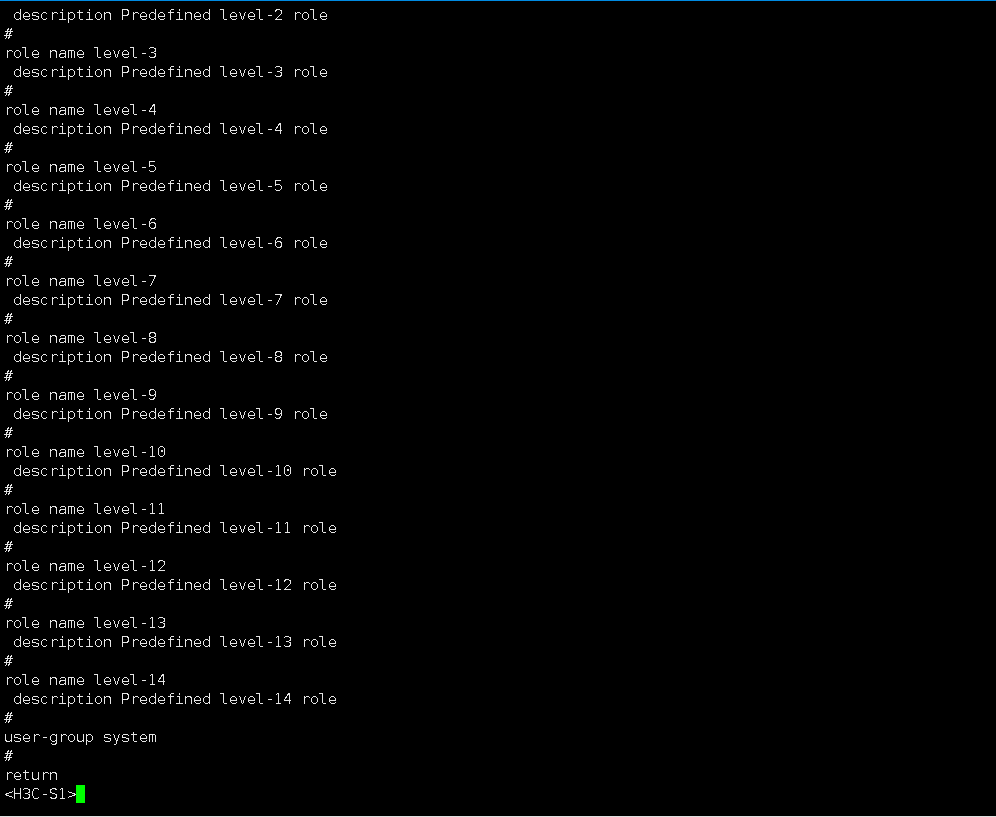 description Predefined level-2 role
#
role name level-3
description Predefined level-3 role
#
role name level-4
description Predefined level-4 role
#
role name level-5
description Predefined level-5 role
#
role name level-6
description Predefined level-6 role
#
role name level-7
description Predefined level-7 role
#
role name level-8
description Predefined level-8 role
#
role name level-9
description Predefined level-9 role
#
role name level-10
description Predefined level-10 role
#
role name level-11
description Predefined level-11 role
#
role name level-12
description Predefined level-12 role
#
role name level-13
description Predefined level-13 role
#
role name level-14
description Predefined level-14 role
#
user-group system
#
return
<H3C-S1>